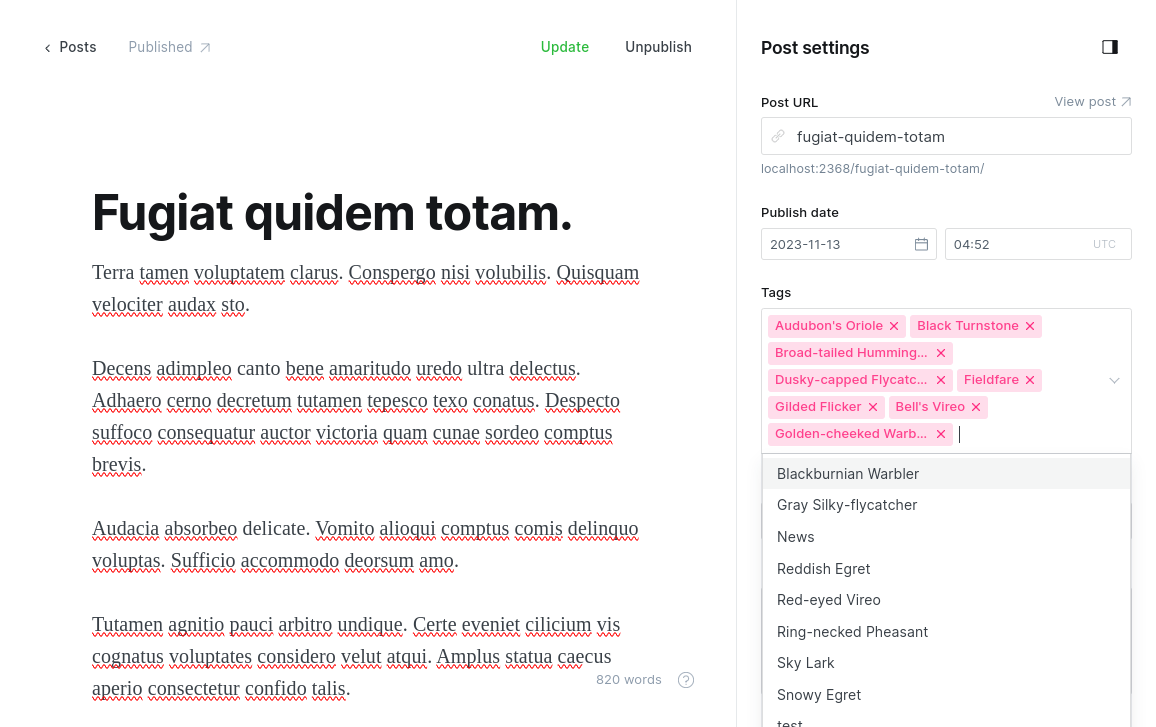 Posts
Published
Update
Unpublish
Fugiat quidem totam.
Terra tamen voluptatem clarus. Conspergo nisi volubilis. Quisquam
velociter audax sto.
Decens adimpleo canto bene amaritudo uredo ultra delectus.
Adhaero cerno decretum tutamen tepesco texo conatus. Despecto
suffoco consequatur auctor victoria quam cunae sordeo comptus
brevis.
Audacia absorbeo delicate. Vomito alioqui comptus comis delinquo
voluptas. Sufficio accommodo deorsum amo.
Tutamen agnitio pauci arbitro undique. Certe eveniet cilicium vis
cognatus voluptates considero velut atqui. Amplus statua caecus
aperio consectetur confido talis.
820 words
Post settings
Post URL
View post
fugiat-quidem-totam
localhost:2368/fugiat-quidem-totam/
Publish date
2023-11-13
04:52
UTC
Tags
Audubon's Oriole
Black Turnstone
Broad-tailed Humming...
Dusky-capped Flycatc...
Fieldfare
Gilded Flicker
Bell's Vireo
Golden-cheeked Warb...
Blackburnian Warbler
Gray Silky-flycatcher
News
Reddish Egret
Red-eyed Vireo
Ring-necked Pheasant
Sky Lark
Snowy Egret
test